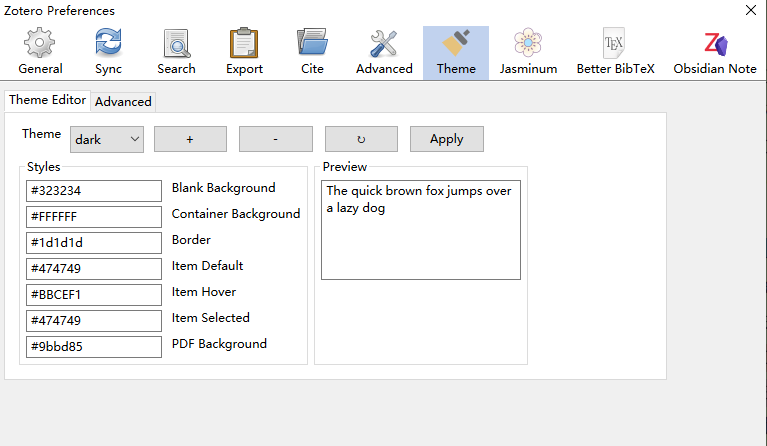 Zotero Preferences
General Sync Search Export Cite Advanced Theme Jasminum Better BibTeX Obsidian Note
Theme Editor Advanced
Theme dark + - ↻ Apply
Styles
#323234 Blank Background
#FFFFFF Container Background
#1d1d1d Border
#474749 Item Default
#BBCEF1 Item Hover
#474749 Item Selected
#9bbd85 PDF Background
Preview
The quick brown fox jumps over
a lazy dog